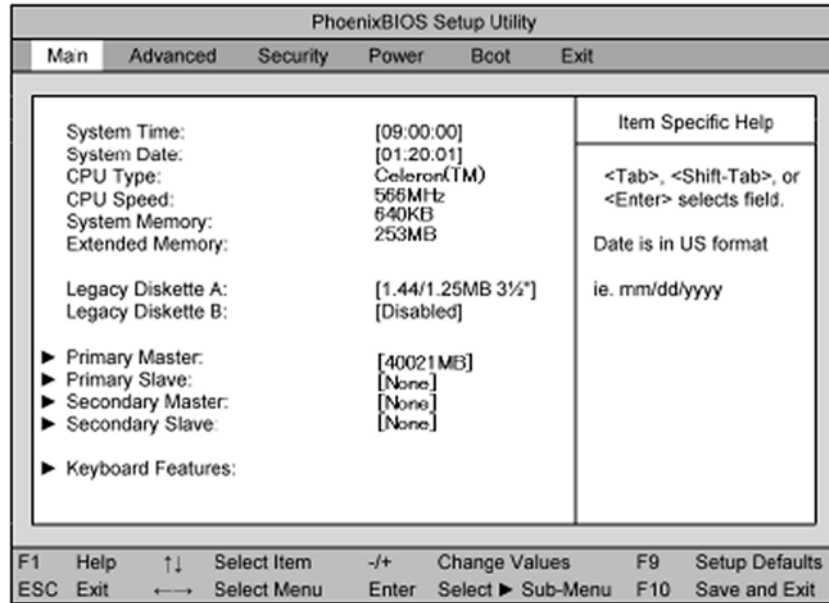 PhoenixBIOS Setup Utility
Main Advanced Security Power Boot Exit
System Time: [09:00:00]
System Date: [01:20:01]
CPU Type: Celeron(TM)
CPU Speed: 566MHz
System Memory: 640KB
Extended Memory: 253MB
Legacy Diskette A: [1.44/1.25MB 3½"]
Legacy Diskette B: [Disabled]
► Primary Master: [40021MB]
► Primary Slave: [None]
► Secondary Master: [None]
► Secondary Slave: [None]
► Keyboard Features:
Item Specific Help
<Tab>, <Shift-Tab>, or
<Enter> selects field.
Date is in US format
ie. mm/dd/yyyy
F1 Help ↑↓ Select Item -/+ Change Values F9 Setup Defaults
ESC Exit ←→ Select Menu Enter Select ► Sub-Menu F10 Save and Exit